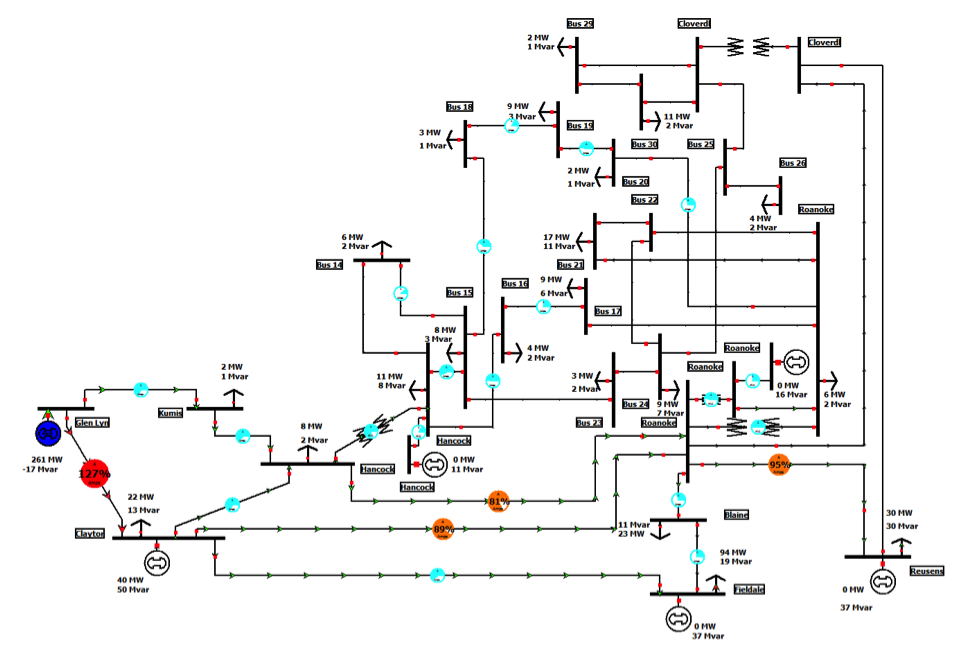 Bus 29
Cloverdl
Cloverdl
2 MW
1 Mvar
11 MW
2 Mvar
Bus 18
9 MW
3 Mvar
Bus 19
3 MW
1 Mvar
Bus 30
Bus 25
Bus 26
2 MW
1 Mvar
Bus 20
Bus 22
4 MW
2 Mvar
Roanoke
6 MW
2 Mvar
17 MW
11 Mvar
Bus 14
Bus 21
Bus 16
9 MW
6 Mvar
Bus 15
Bus 17
8 MW
3 Mvar
4 MW
2 Mvar
Roanoke
Roanoke
2 MW
1 Mvar
11 MW
8 Mvar
3 MW
2 Mvar
0 MW
16 Mvar
6 MW
2 Mvar
Bus 24
9 MW
7 Mvar
Glen Lyn
Kumis
Bus 23
Roanoke
8 MW
2 Mvar
Hancock
261 MW
-17 Mvar
Hancock
0 MW
11 Mvar
Hancock
127%
Amps
95%
Amps
81%
Amps
22 MW
13 Mvar
Claytor
89%
Amps
11 Mvar
23 MW
Blaine
30 MW
30 Mvar
94 MW
19 Mvar
Reusens
40 MW
50 Mvar
Fieldale
0 MW
37 Mvar
0 MW
37 Mvar